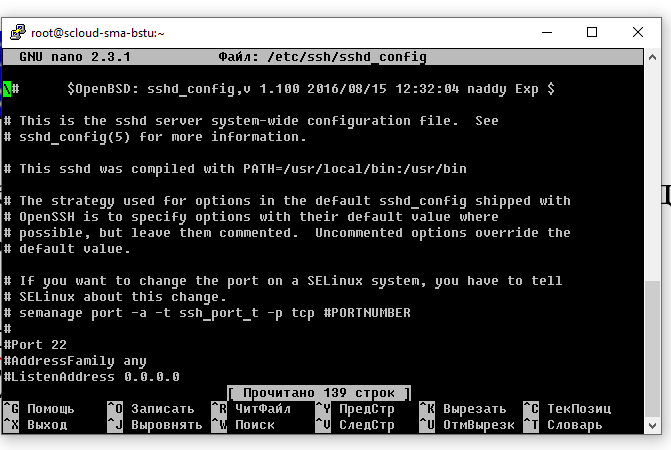 root@scloud-sma-bstu:~
GNU nano 2.3.1 Файл: /etc/ssh/sshd_config
\# $OpenBSD: sshd_config,v 1.100 2016/08/15 12:32:04 naddy Exp $
# This is the sshd server system-wide configuration file. See
# sshd_config(5) for more information.
# This sshd was compiled with PATH=/usr/local/bin:/usr/bin
# The strategy used for options in the default sshd_config shipped with
# OpenSSH is to specify options with their default value where
# possible, but leave them commented. Uncommented options override the
# default value.
# If you want to change the port on a SELinux system, you have to tell
# SELinux about this change.
# semanage port -a -t ssh_port_t -p tcp #PORTNUMBER
#
#Port 22
#AddressFamily any
#ListenAddress 0.0.0.0
[ Прочитано 139 строк ]
^G Помощь ^O Записать ^R ЧитФайл ^Y ПредСтр ^K Вырезать ^C ТекПозиц
^X Выход ^J Выровнять ^W Поиск ^V СледСтр ^U ОтмВырезк ^T Словарь